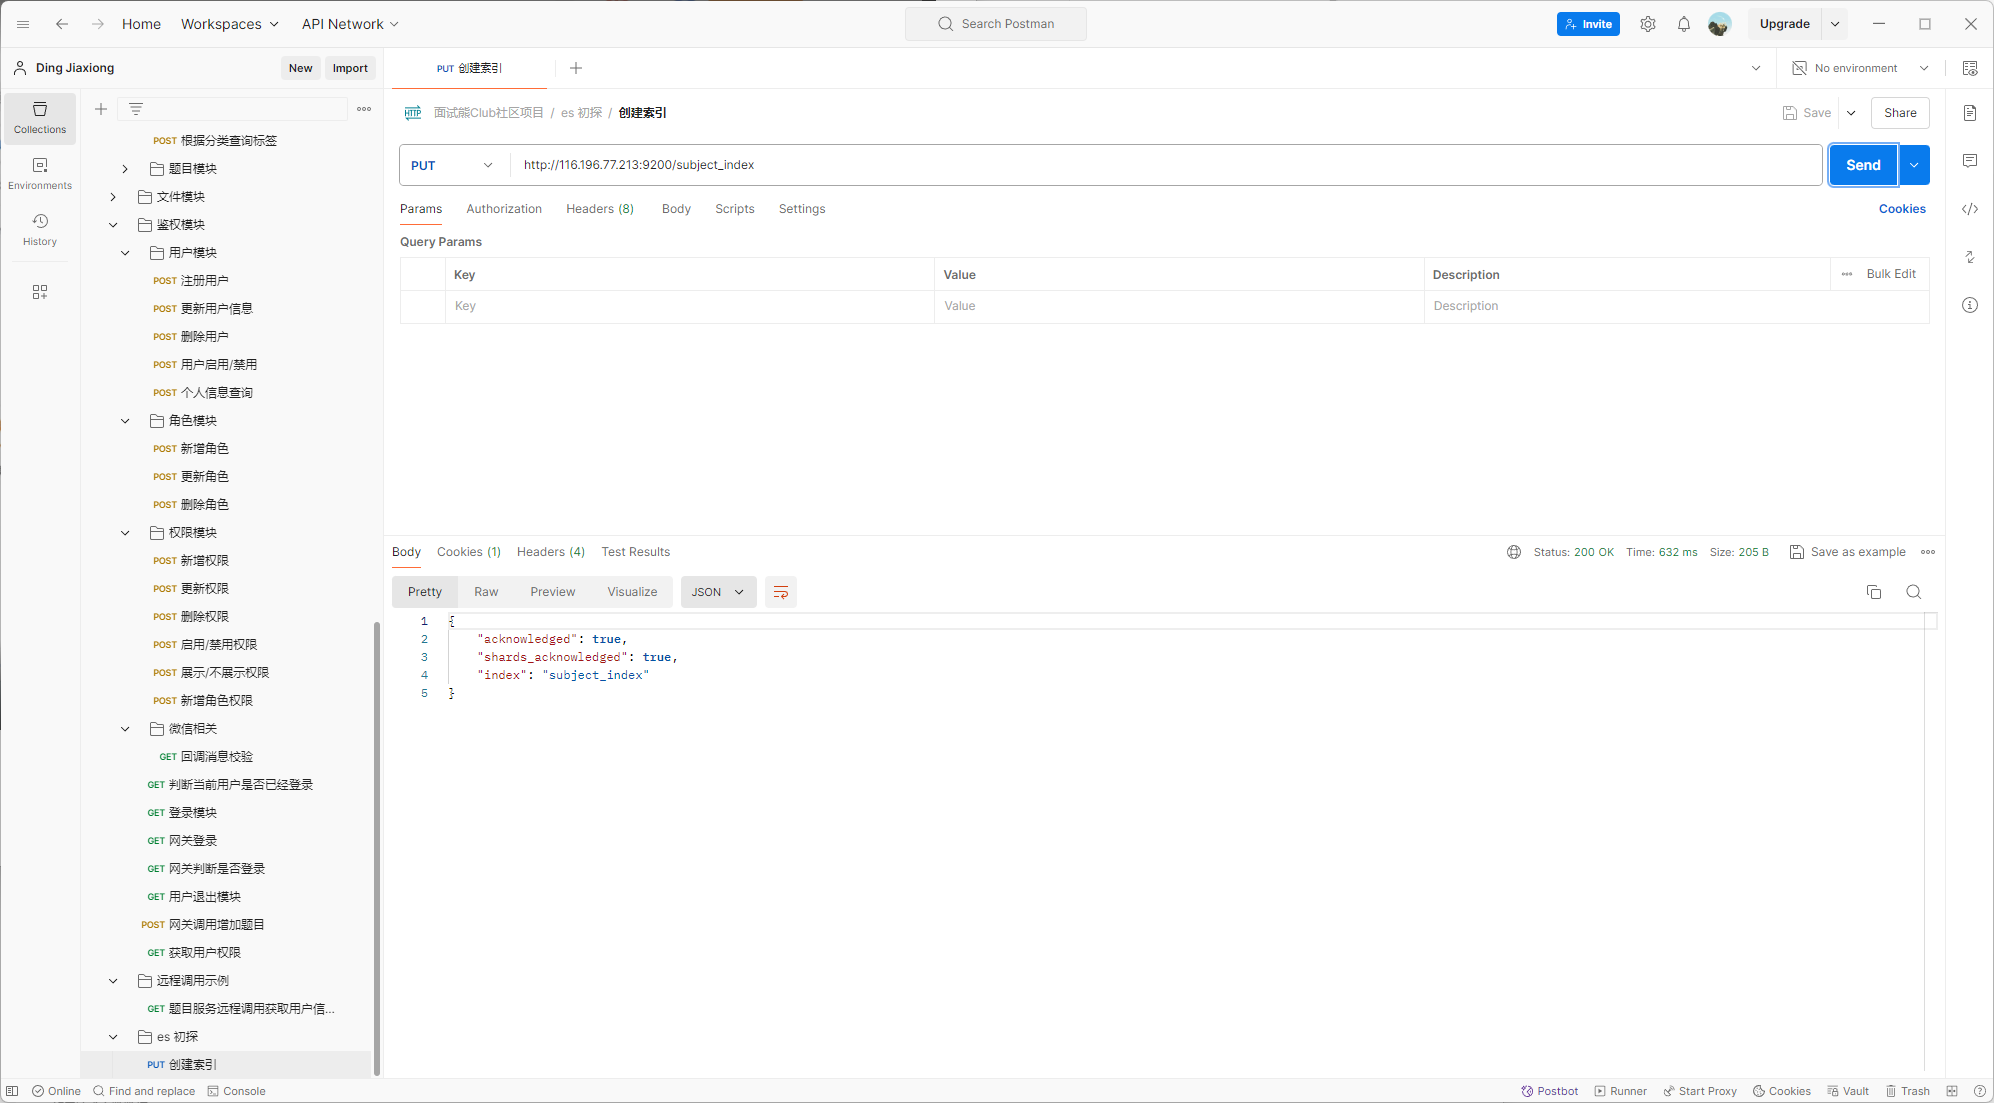 Home Workspaces API Network Search Postman Invite Upgrade
Ding Jiaxiong New Import PUT 创建索引 No environment
Collections
Environments
History
POST 根据分类查询标签
题目模块
文件模块
鉴权模块
用户模块
POST 注册用户
POST 更新用户信息
POST 删除用户
POST 用户启用/禁用
POST 个人信息查询
角色模块
POST 新增角色
POST 更新角色
POST 删除角色
权限模块
POST 新增权限
POST 更新权限
POST 删除权限
POST 启用/禁用权限
POST 展示/不展示权限
POST 新增角色权限
微信相关
GET 回调消息校验
GET 判断当前用户是否已经登录
GET 登录模块
GET 网关登录
GET 网关判断是否登录
GET 用户退出模块
POST 网关调用增加题目
GET 获取用户权限
远程调用示例
GET 题目服务远程调用获取用户信...
es 初探
PUT 创建索引
HTTP 面试能Club社区项目 / es 初探 / 创建索引 Save Share
PUT http://116.196.77.213:9200/subject_index Send
Params Authorization Headers (8) Body Scripts Settings Cookies
Query Params
Key Value Description Bulk Edit
Key Value Description
Body Cookies (1) Headers (4) Test Results Status: 200 OK Time: 632 ms Size: 205 B Save as example
Pretty Raw Preview Visualize JSON
1 {
2 "acknowledged": true,
3 "shards_acknowledged": true,
4 "index": "subject_index"
5 }
Online Find and replace Console Postbot Runner Start Proxy Cookies Vault Trash